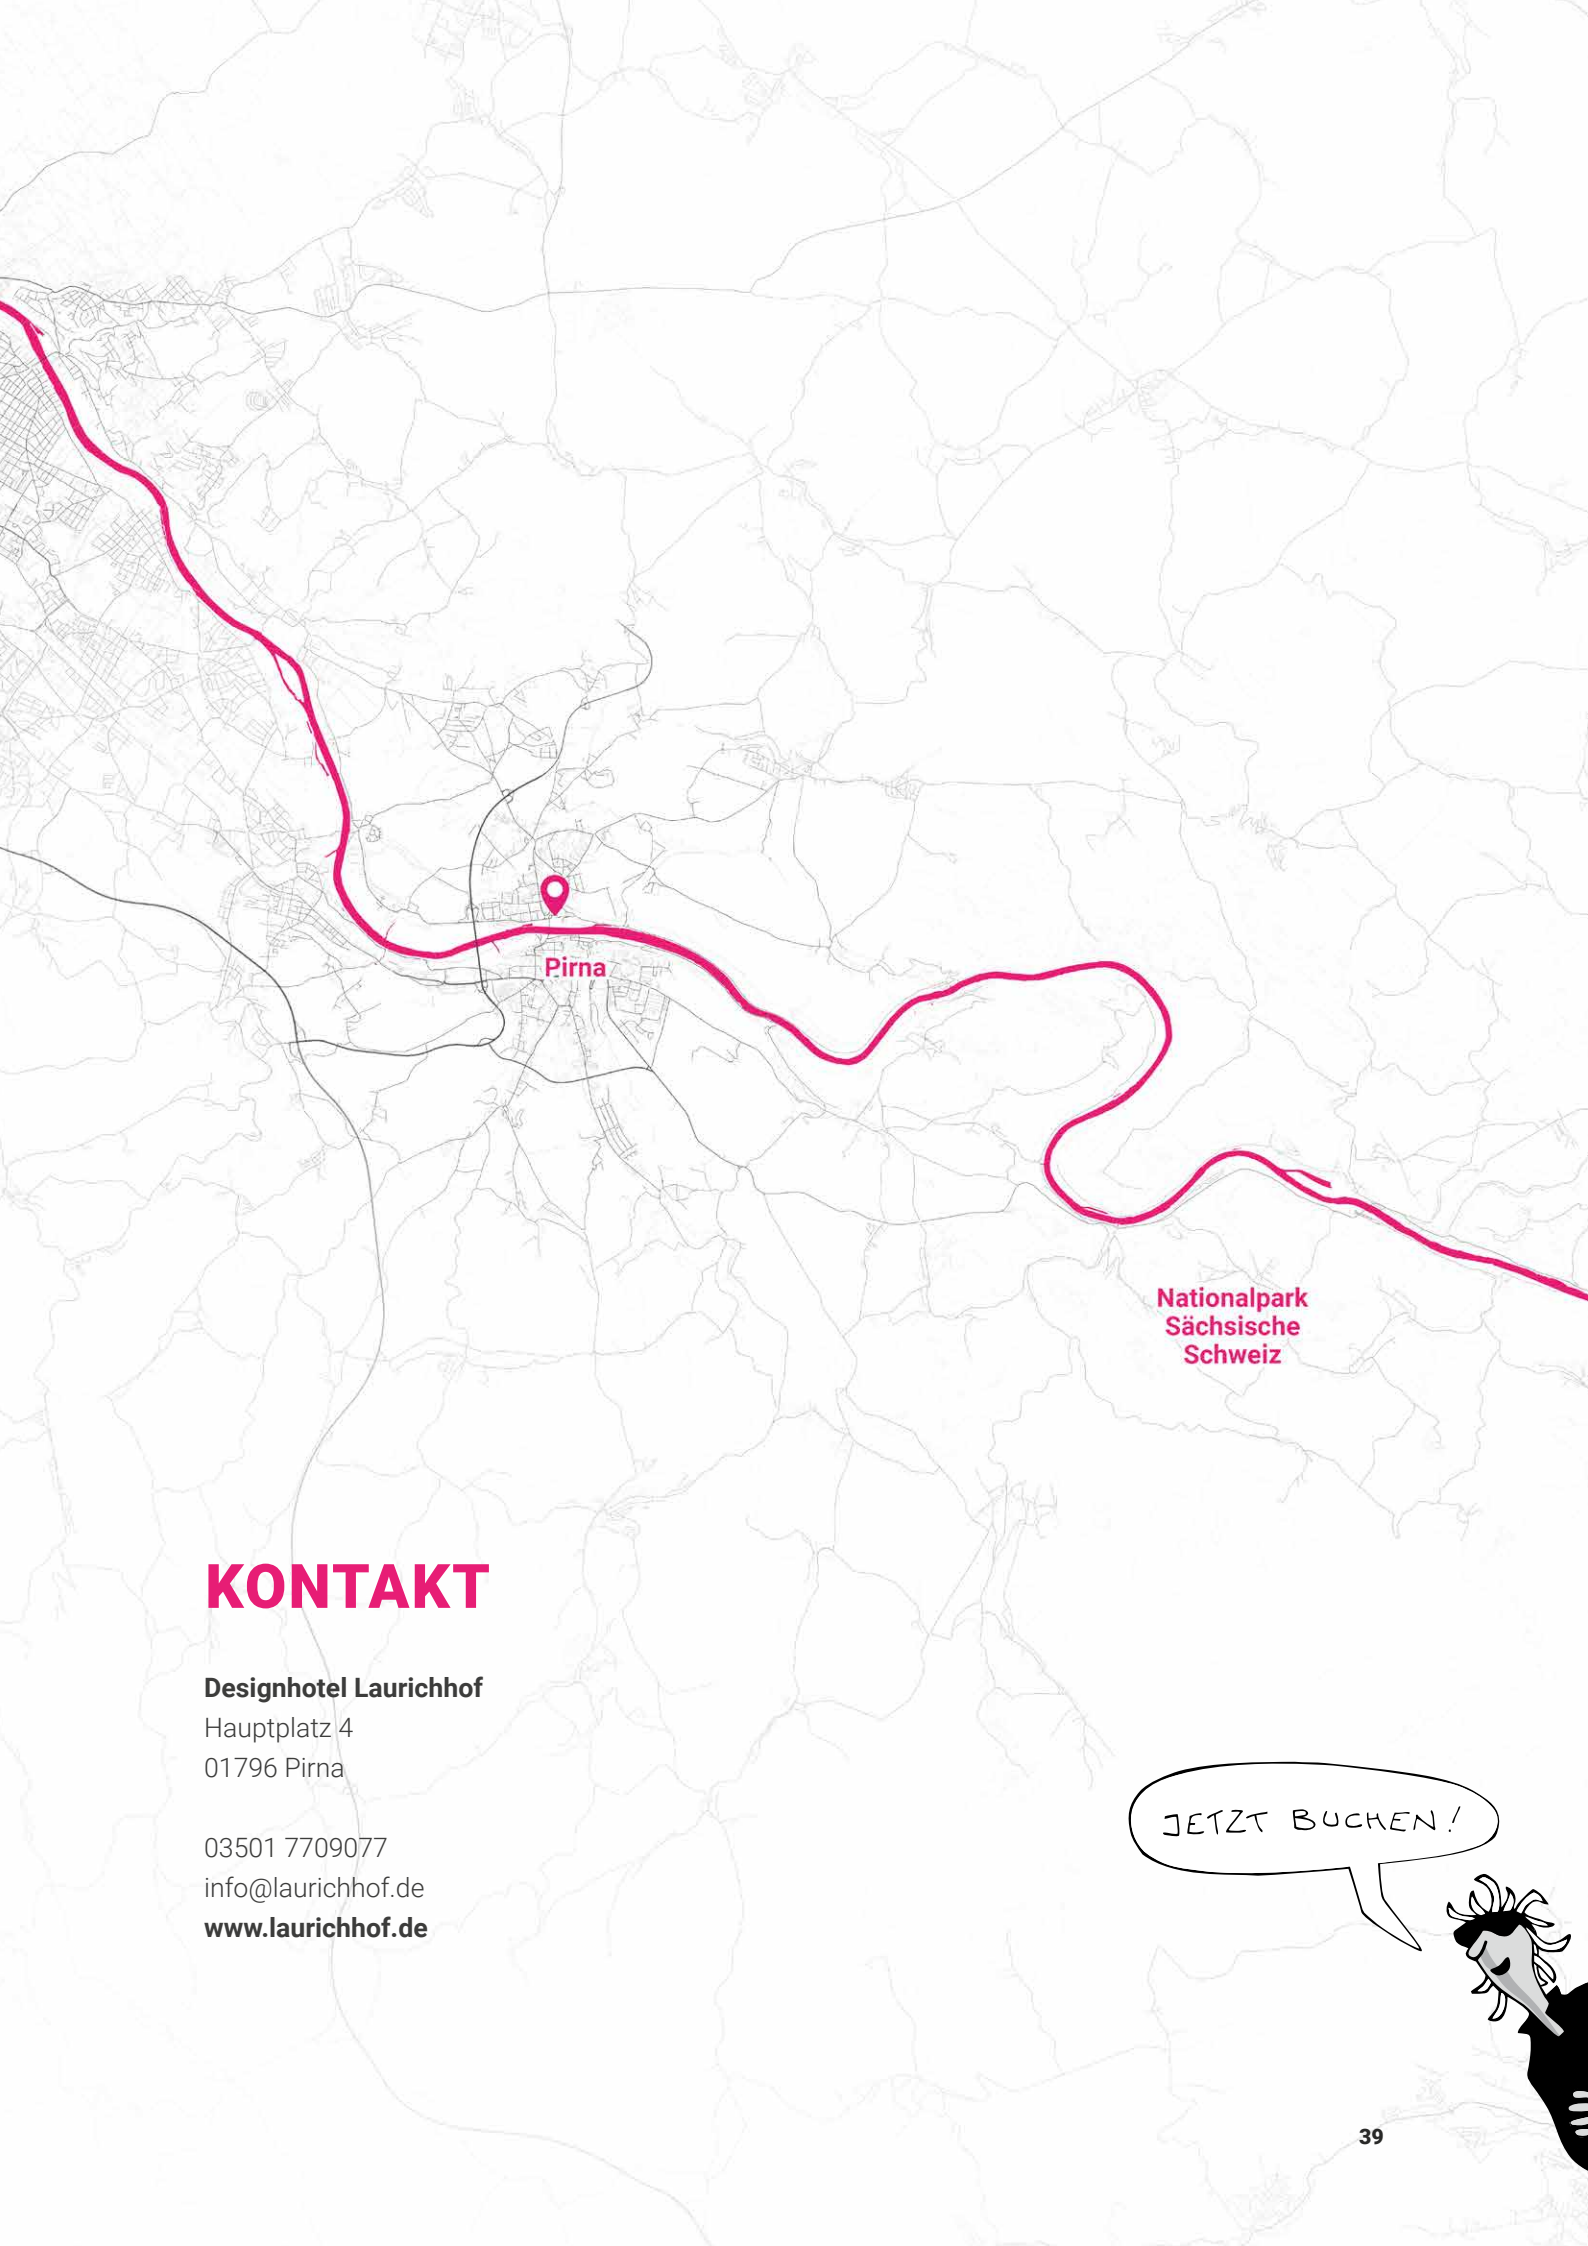 Pirna
Nationalpark
Sächsische
Schweiz
KONTAKT
Designhotel Laurichhof
Hauptplatz 4
01796 Pirna
03501 7709077
info@laurichhof.de
www.laurichhof.de
JETZT BUCHEN!
39